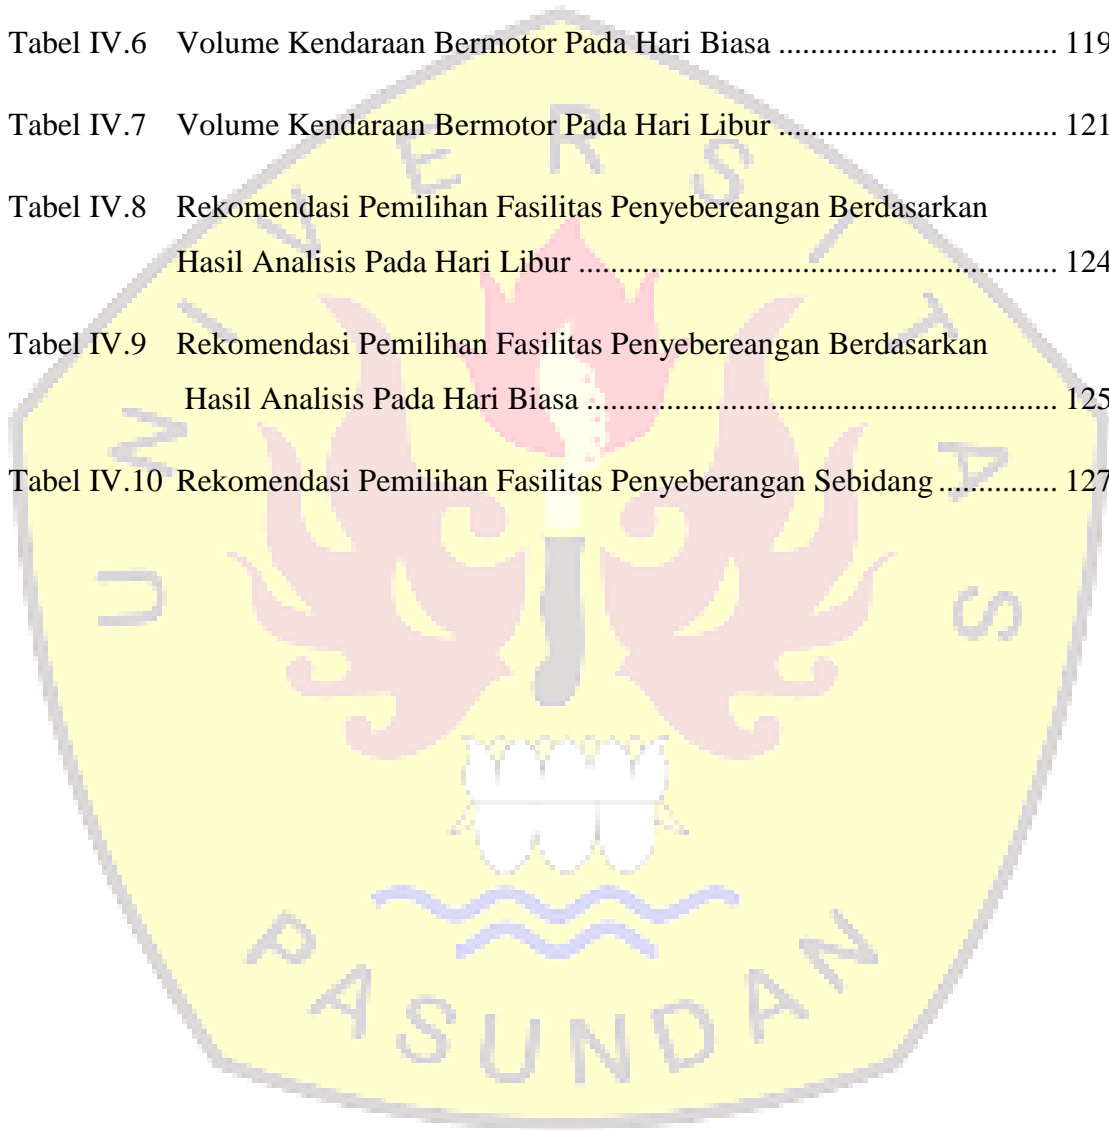 Tabel IV.6 Volume Kendaraan Bermotor Pada Hari Biasa ................................... 119
Tabel IV.7 Volume Kendaraan Bermotor Pada Hari Libur ................................... 121
Tabel IV.8 Rekomendasi Pemilihan Fasilitas Penyebereangan Berdasarkan
Hasil Analisis Pada Hari Libur ............................................................ 124
Tabel IV.9 Rekomendasi Pemilihan Fasilitas Penyebereangan Berdasarkan
Hasil Analisis Pada Hari Biasa ........................................................... 125
Tabel IV.10 Rekomendasi Pemilihan Fasilitas Penyeberangan Sebidang ............... 127
UNIVERSITAS
PASUNDAN